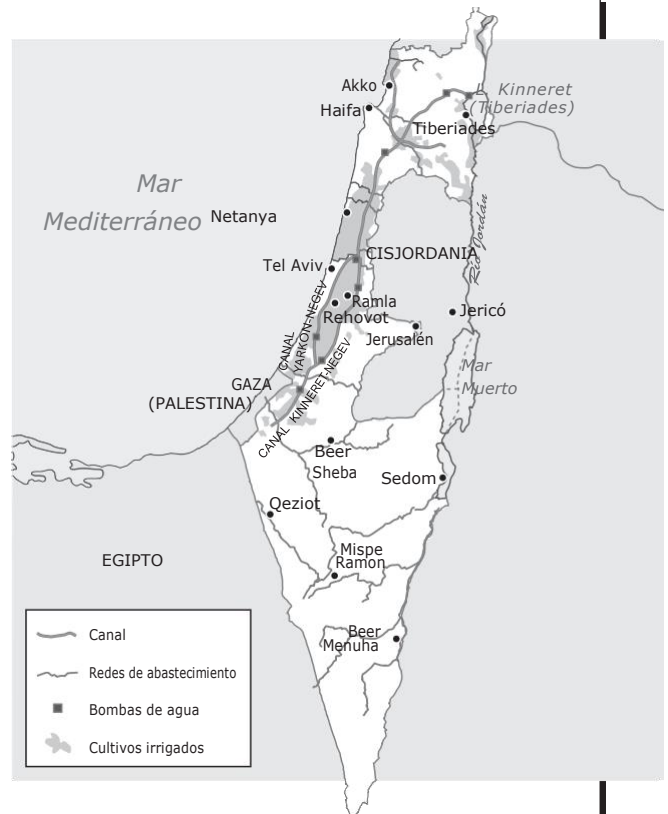 Akko
Kinneret
(Tiberiades)
Haifa
Tiberiades
Mar
Mediterráneo
Netanya
Río Jordán
CISJORDANIA
Tel Aviv
Ramla
Rehovot
Jericó
Jerusalén
CANAL
YARKON-NEGEV
Mar
Muerto
GAZA
(PALESTINA)
CANAL KINNERET-NEGEV
Beer
Sheba
Sedom
Qeziot
Mispe
Ramon
EGIPTO
Beer
Menuha
Canal
Redes de abastecimiento
Bombas de agua
Cultivos irrigados